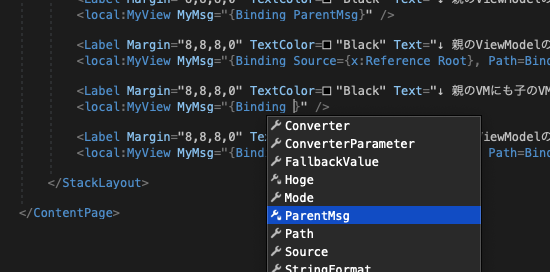 <Label Margin="8,8,8,0" TextColor="Black" Text="↓ 親のViewModelの
<local:MyView MyMsg="{Binding ParentMsg}" />
<Label Margin="8,8,8,0" TextColor="Black" Text="↓ 親のViewModelの
<local:MyView MyMsg="{Binding Source={x:Reference Root}, Path=Bin
<Label Margin="8,8,8,0" TextColor="Black" Text="↓ 親のVMにも子のVM
<local:MyView MyMsg="{Binding }" />
<Label Margin="8,8,8,0" Te ViewModelの
<local:MyView MyMsg="{Bind Path=Bin
</StackLayout>
</ContentPage>
Converter
ConverterParameter
FallbackValue
Hoge
Mode
ParentMsg
Path
Source
StringFormat